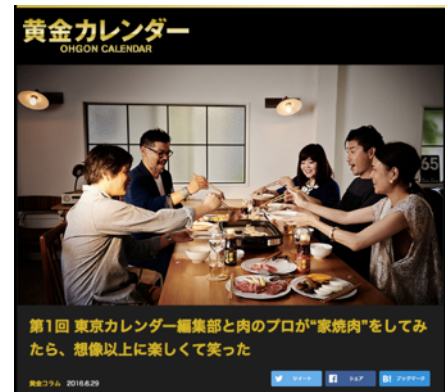 黄金カレンダー
OHGON CALENDAR
65
第1回 東京カレンダー編集部と肉のプロが“家焼肉”をしてみ
たら、想像以上に楽しくて笑った
黄金コラム 2016.6.29
ツイート
シェア
B! ブックマーク